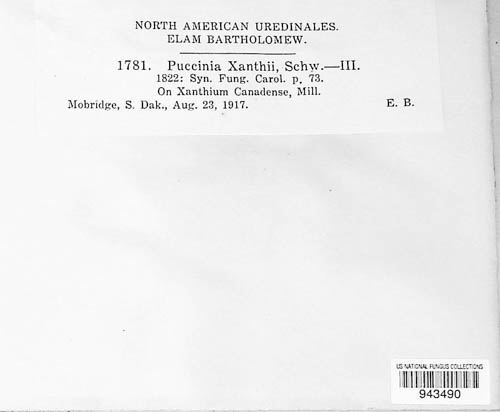 NORTH AMERICAN UREDINALES.
ELAM BARTHOLOMEW.
1781. Puccinia Xanthii, Schw.—III.
1822: Syn. Fung. Carol. p. 73.
On Xanthium Canadense, Mill.
Mobridge, S. Dak., Aug. 23, 1917. E. B.
US NATIONAL FUNGUS COLLECTIONS
943490